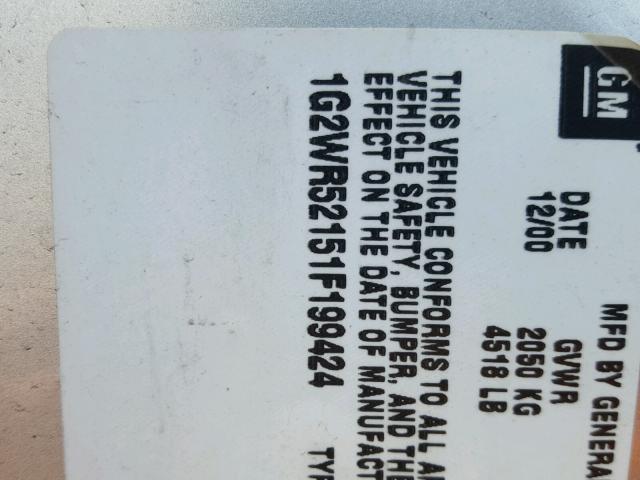 GM
MFD BY GENERA
DATE GVWR
12/00 2050 KG
4518 LB
THIS VEHICLE CONFORMS TO ALL A
VEHICLE SAFETY, BUMPER, AND THE
EFFECT ON THE DATE OF MANUFACT
1G2WR52151F199424 TYP